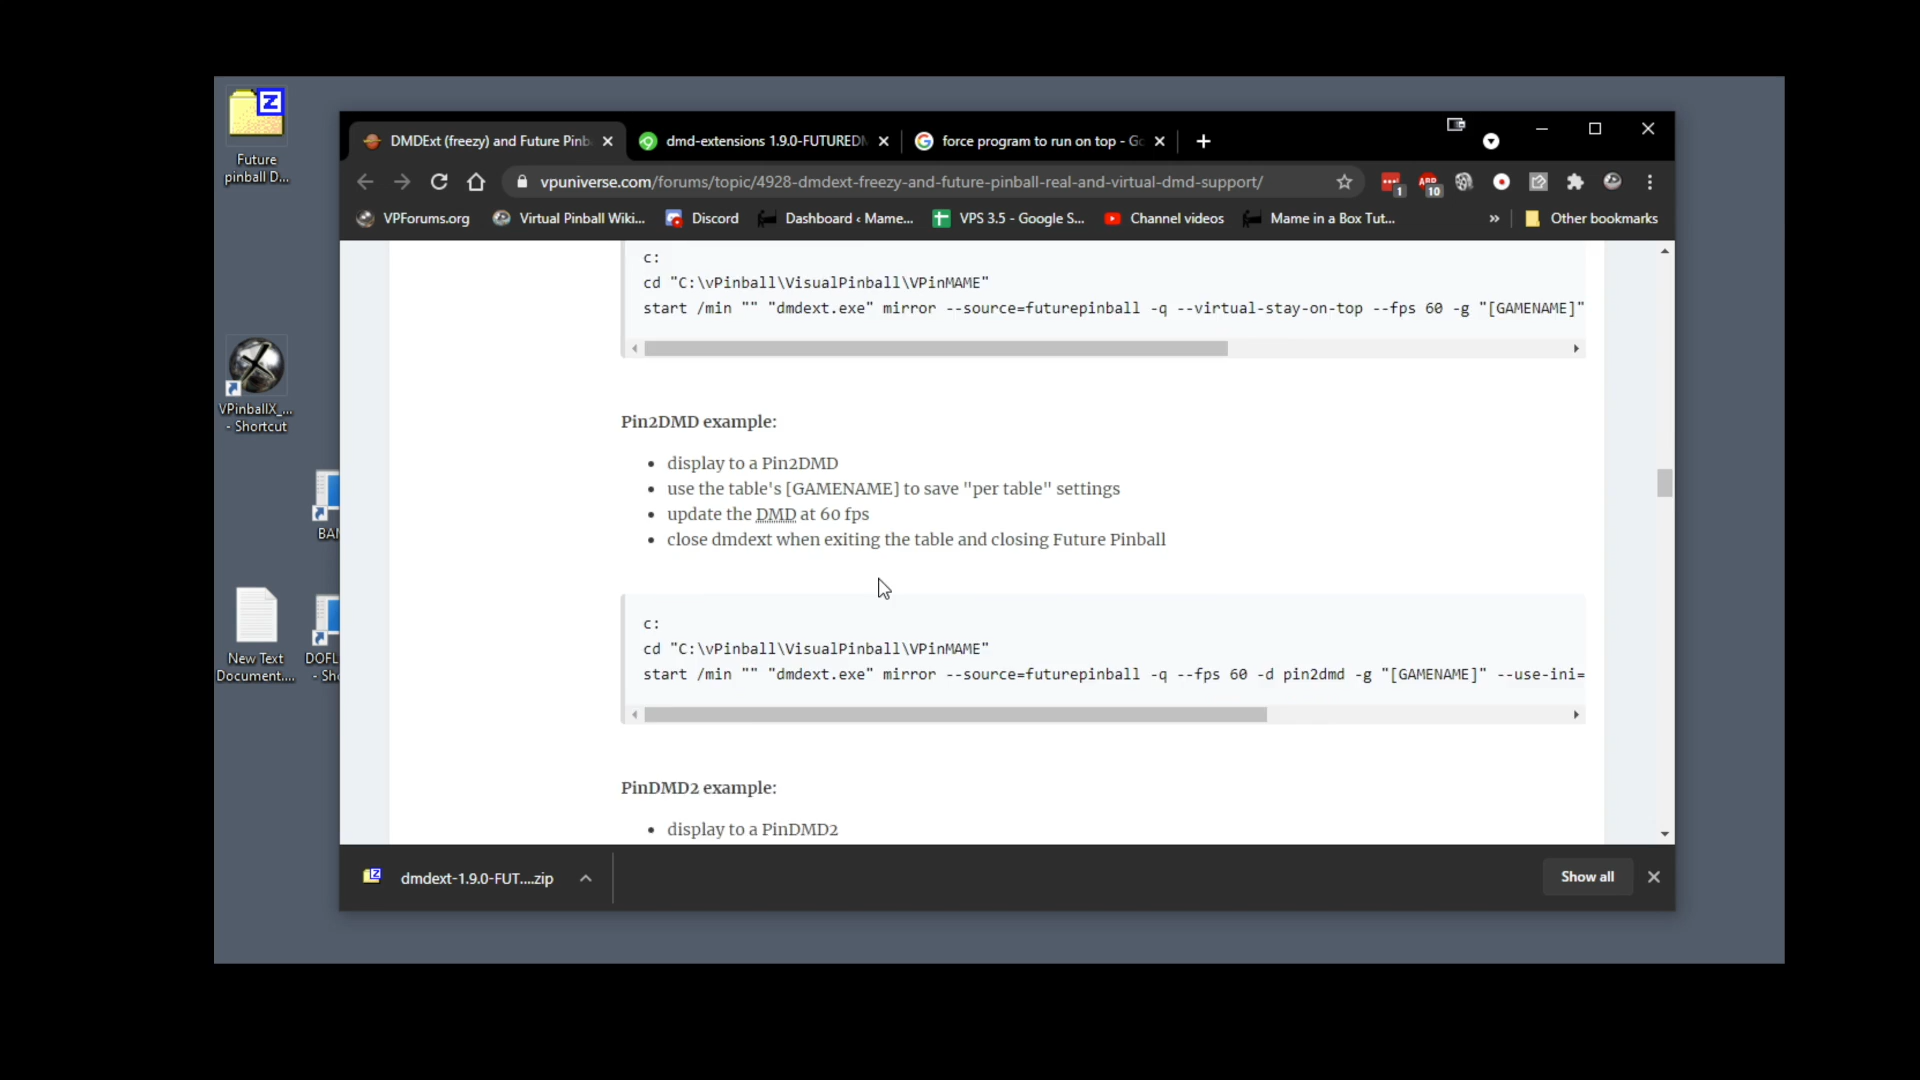 Future
pinball D...
VPinballX_...
- Shortcut
BAM
New Text
Document....
DOFL
- Sho
DMDExt (freezy) and Future Pinb
dmd-extensions 1.9.0-FUTUREDM
force program to run on top - Go
vpuniverse.com/forums/topic/4928-dmdext-freezy-and-future-pinball-real-and-virtual-dmd-support/
1
ABP
10
VPForums.org
Virtual Pinball Wiki...
Discord
Dashboard ‹ Mame...
VPS 3.5 - Google S...
Channel videos
Mame in a Box Tut...
»
Other bookmarks
c:
cd "C:\vPinball\VisualPinball\VPinMAME"
start /min "" "dmdext.exe" mirror --source=futurepinball -q --virtual-stay-on-top --fps 60 -g "[GAMENAME]"
Pin2DMD example:
• display to a Pin2DMD
• use the table's [GAMENAME] to save "per table" settings
• update the DMD at 60 fps
• close dmdext when exiting the table and closing Future Pinball
c:
cd "C:\vPinball\VisualPinball\VPinMAME"
start /min "" "dmdext.exe" mirror --source=futurepinball -q --fps 60 -d pin2dmd -g "[GAMENAME]" --use-ini=
PinDMD2 example:
• display to a PinDMD2
dmdext-1.9.0-FUT....zip
Show all